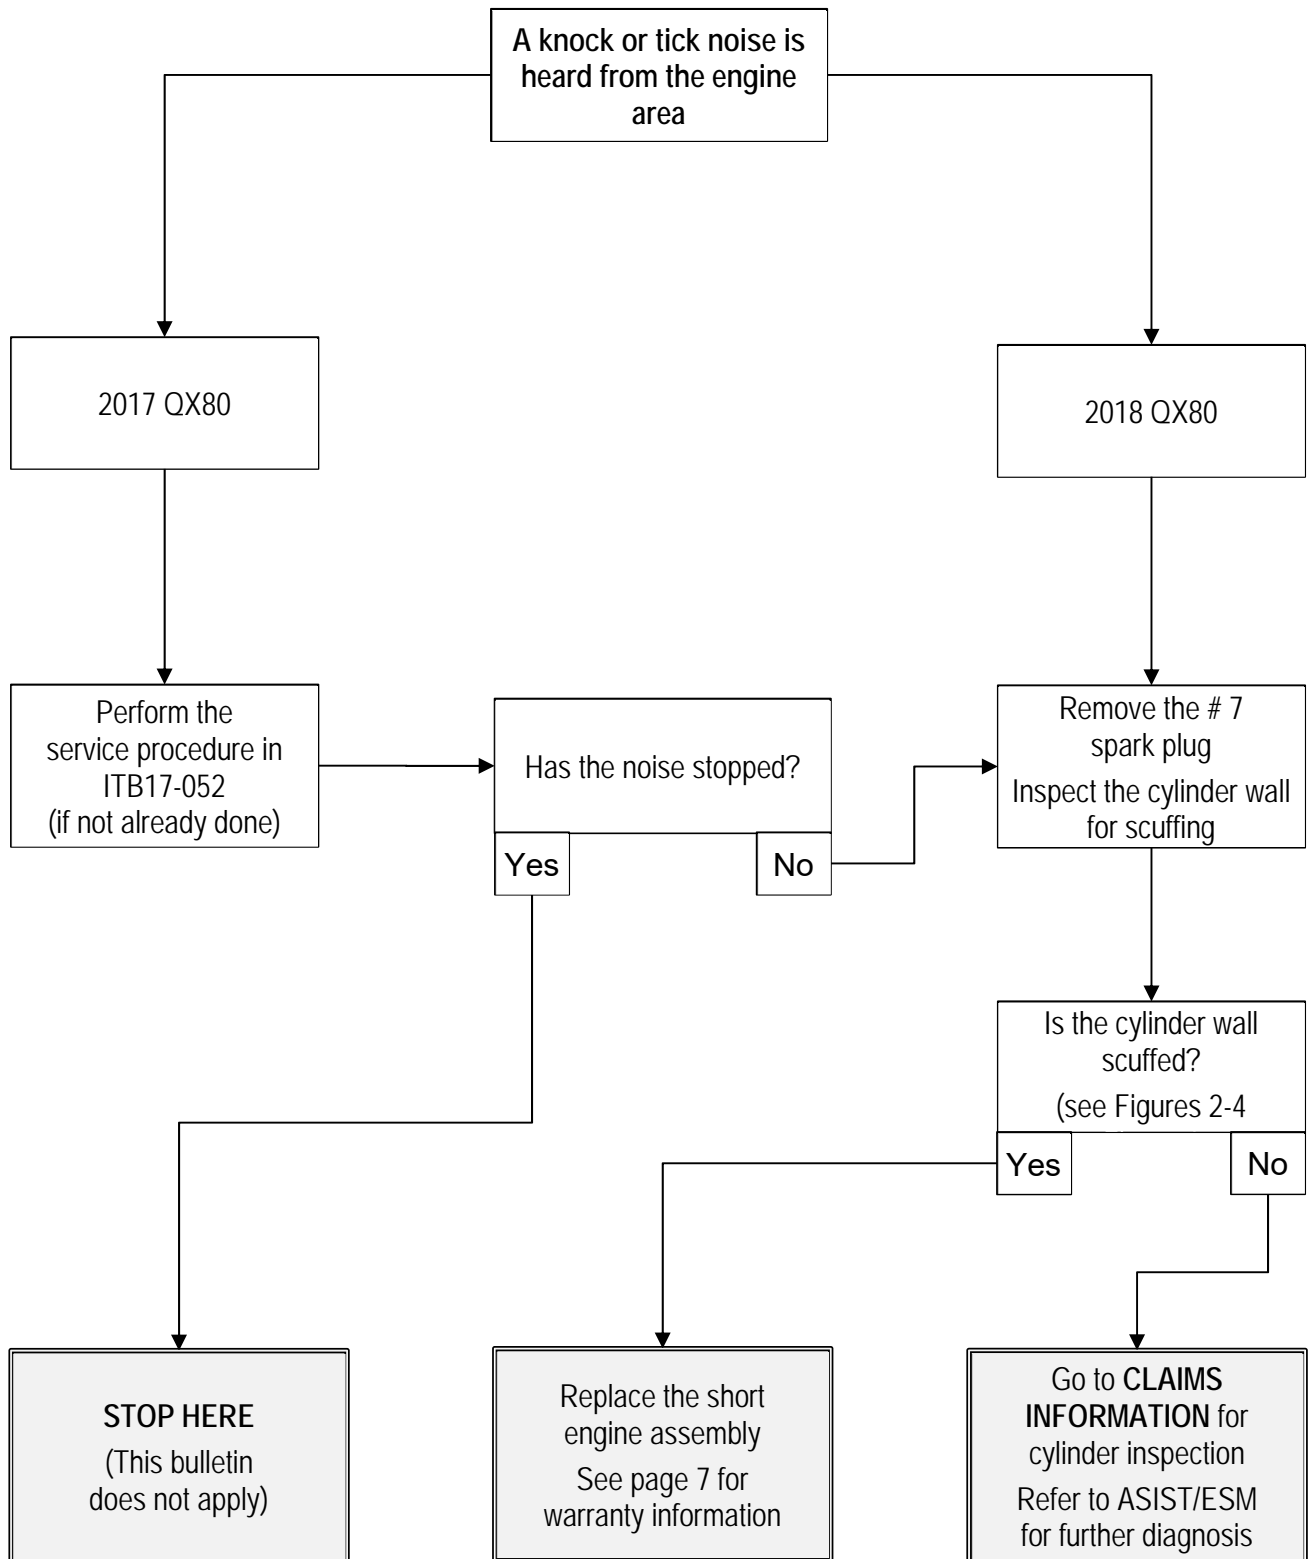 A knock or tick noise is
heard from the engine
area
2017 QX80
2018 QX80
Perform the
service procedure in
ITB17-052
(if not already done)
Has the noise stopped?
Yes
No
Remove the # 7
spark plug
Inspect the cylinder wall
for scuffing
Is the cylinder wall
scuffed?
(see Figures 2-4
Yes
No
STOP HERE
(This bulletin
does not apply)
Replace the short
engine assembly
See page 7 for
warranty information
Go to CLAIMS
INFORMATION for
cylinder inspection
Refer to ASIST/ESM
for further diagnosis